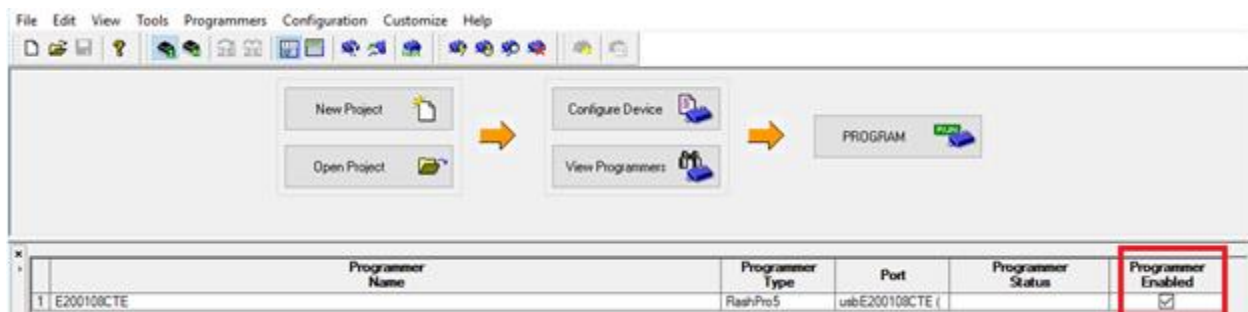 File Edit View Tools Programmers Configuration Customize Help
New Project
Configure Device
PROGRAM
Open Project
View Programmers
Programmer Name
Programmer Type
Port
Programmer Status
Programmer Enabled
1 E200108CTE FlashPro5 usbE200108CTE (